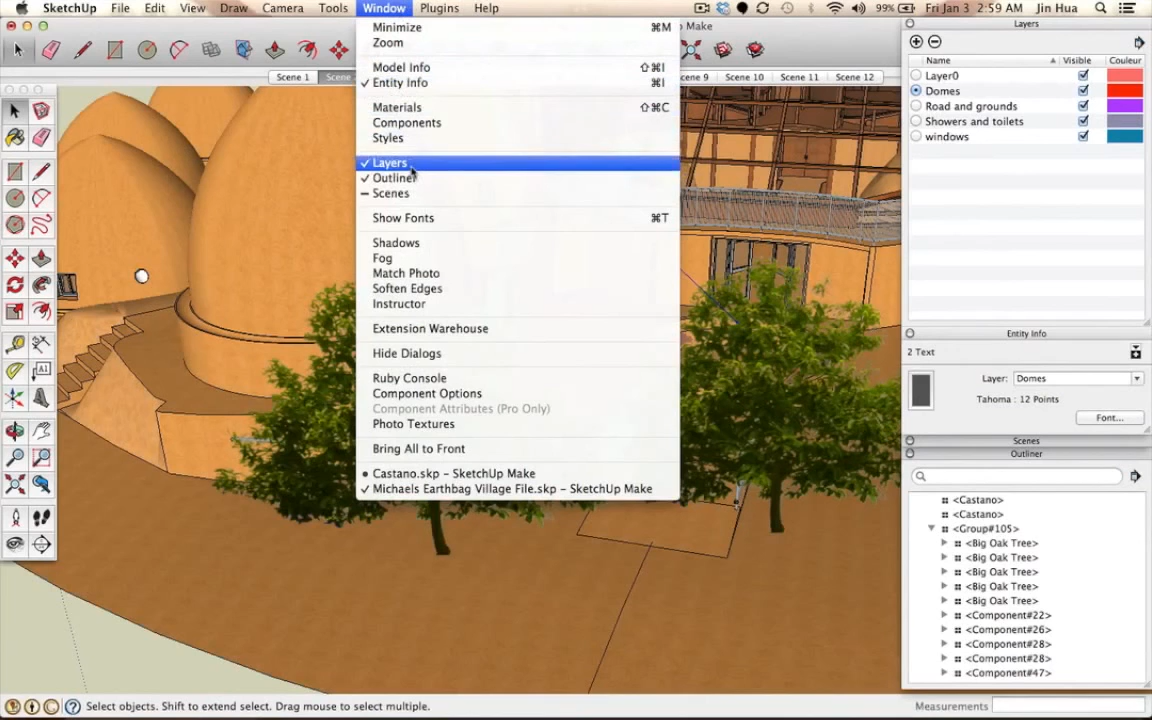 SketchUp File Edit View Draw Camera Tools Window Plugins Help 99% Fri Jan 3 2:59 AM Jin Hua
Make
Scene 1 Scene Scene 9 Scene 10 Scene 11 Scene 12
Minimize ⌘M
Zoom
Model Info ⇧⌘I
✓ Entity Info ⌘I
Materials ⇧⌘C
Components
Styles
✓ Layers
✓ Outliner
Scenes
Show Fonts ⌘T
Shadows
Fog
Match Photo
Soften Edges
Instructor
Extension Warehouse
Hide Dialogs
Ruby Console
Component Options
Component Attributes (Pro Only)
Photo Textures
Bring All to Front
• Castano.skp – SketchUp Make
✓ Michaels Earthbag Village File.skp – SketchUp Make
Layers
Name Visible Couleur
Layer0
Domes
Road and grounds
Showers and toilets
windows
Entity Info
2 Text
Layer: Domes
Tahoma : 12 Points
Font...
Scenes
Outliner
<Castano>
<Castano>
<Group#105>
<Big Oak Tree>
<Big Oak Tree>
<Big Oak Tree>
<Big Oak Tree>
<Big Oak Tree>
<Component#22>
<Component#26>
<Component#28>
<Component#28>
<Component#47>
Select objects. Shift to extend select. Drag mouse to select multiple. Measurements